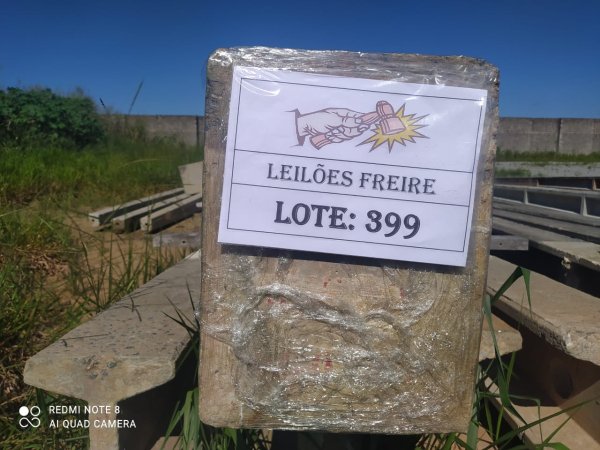 LEILÕES FREIRE
LOTE: 399
REDMI NOTE 8
AI QUAD CAMERA